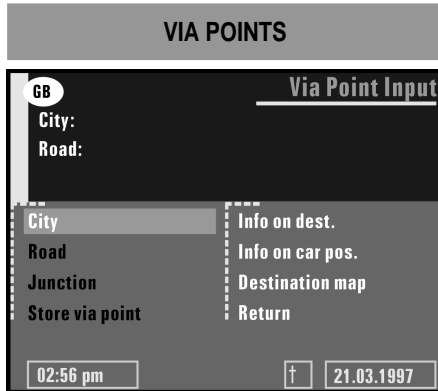 VIA POINTS
GB
Via Point Input
City:
Road:
City
Road
Junction
Store via point
Info on dest.
Info on car pos.
Destination map
Return
02:56 pm
†
21.03.1997